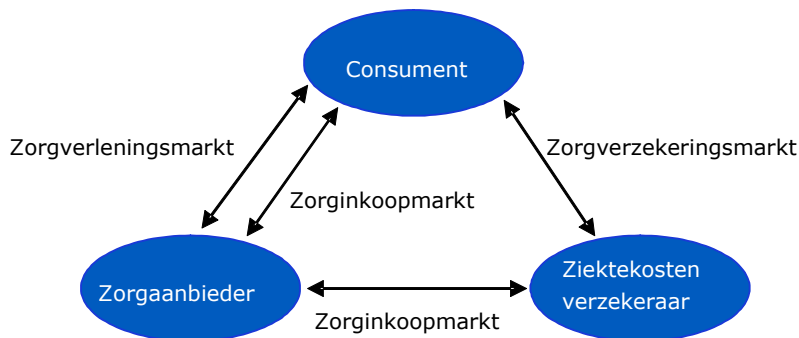 Consument
Zorgverleningsmarkt
Zorgverzekeringsmarkt
Zorginkoopmarkt
Zorgaanbieder
Ziektekosten
verzekeraar
Zorginkoopmarkt